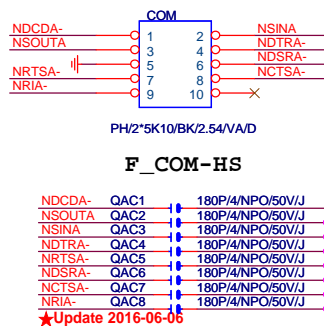 COM
NDCDA- 1 2 NSINA
NSOUTA 3 4 NDTRA-
5 6 NDSRA-
NRTSA- 7 8 NCTSA-
NRIA- 9 10
PH/2*5K10/BK/2.54/VA/D
F_COM-HS
NDCDA- QAC1 180P/4/NPO/50V/J
NSOUTA QAC2 180P/4/NPO/50V/J
NSINA QAC3 180P/4/NPO/50V/J
NDTRA- QAC4 180P/4/NPO/50V/J
NRTSA- QAC5 180P/4/NPO/50V/J
NDSRA- QAC6 180P/4/NPO/50V/J
NCTSA- QAC7 180P/4/NPO/50V/J
NRIA- QAC8 180P/4/NPO/50V/J
★Update 2016-06-06